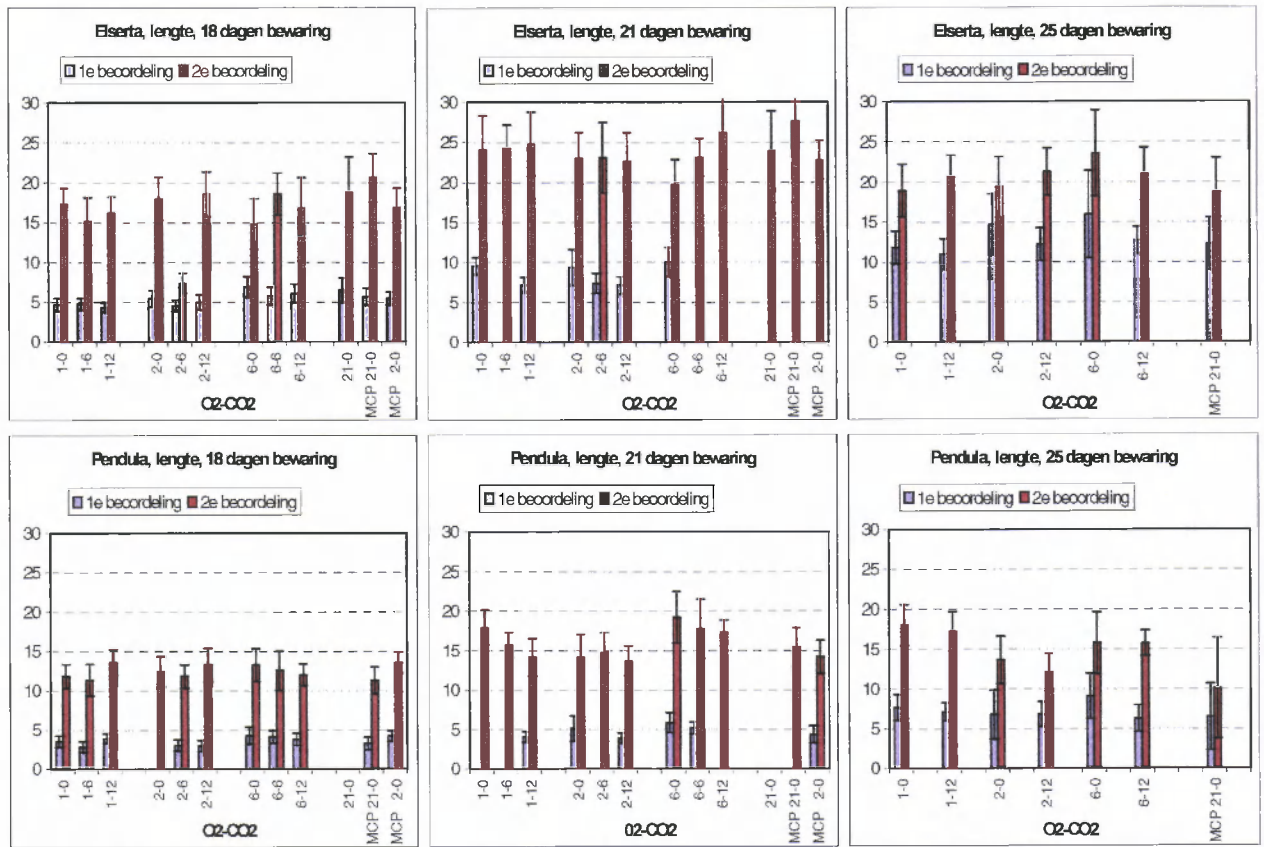 Elserta, lengte, 18 dagen bewaring
1e beoordeling 2e beoordeling
30
25
20
15
10
5
0
1-0 1-6 1-12 2-0 2-6 2-12 6-0 6-6 6-12 21-0 MCP 21-0 MCP 2-0
O2-CO2
Elserta, lengte, 21 dagen bewaring
1e beoordeling 2e beoordeling
30
25
20
15
10
5
0
1-0 1-6 1-12 2-0 2-6 2-12 6-0 6-6 6-12 21-0 MCP 21-0 MCP 2-0
O2-CO2
Elserta, lengte, 25 dagen bewaring
1e beoordeling 2e beoordeling
30
25
20
15
10
5
0
1-0 1-12 2-0 2-12 6-0 6-12 MCP 21-0
O2-CO2
Pendula, lengte, 18 dagen bewaring
1e beoordeling 2e beoordeling
30
25
20
15
10
5
0
1-0 1-6 1-12 2-0 2-6 2-12 6-0 6-6 6-12 21-0 MCP 21-0 MCP 2-0
O2-CO2
Pendula, lengte, 21 dagen bewaring
1e beoordeling 2e beoordeling
30
25
20
15
10
5
0
1-0 1-6 1-12 2-0 2-6 2-12 6-0 6-6 6-12 21-0 MCP 21-0 MCP 2-0
02-CO2
Pendula, lengte, 25 dagen bewaring
1e beoordeling 2e beoordeling
30
25
20
15
10
5
0
1-0 1-12 2-0 2-12 6-0 6-12 MCP 21-0
O2-CO2